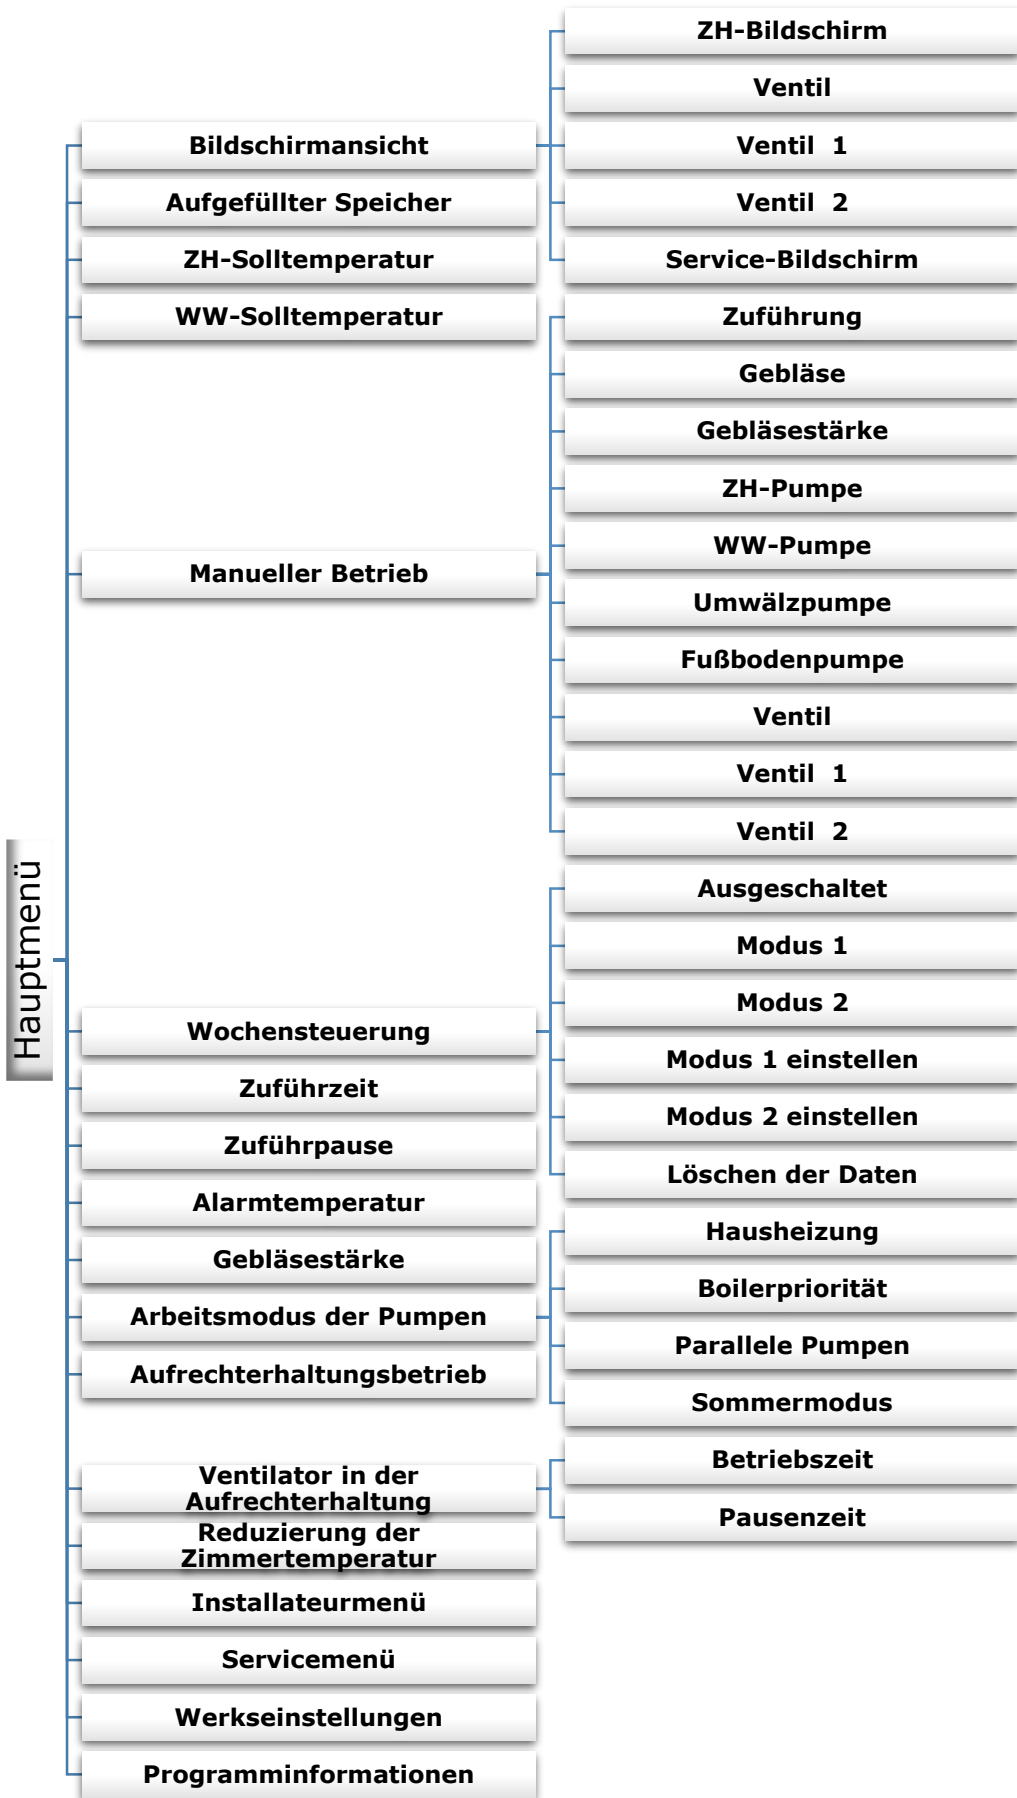 Hauptmenü
Bildschirmansicht
ZH-Bildschirm
Ventil
Ventil 1
Ventil 2
Service-Bildschirm
Aufgefüllter Speicher
ZH-Solltemperatur
WW-Solltemperatur
Manueller Betrieb
Zuführung
Gebläse
Gebläsestärke
ZH-Pumpe
WW-Pumpe
Umwälzpumpe
Fußbodenpumpe
Ventil
Ventil 1
Ventil 2
Wochensteuerung
Ausgeschaltet
Modus 1
Modus 2
Modus 1 einstellen
Modus 2 einstellen
Löschen der Daten
Zuführzeit
Zuführpause
Alarmtemperatur
Gebläsestärke
Arbeitsmodus der Pumpen
Hausheizung
Boilerpriorität
Parallele Pumpen
Sommermodus
Aufrechterhaltungsbetrieb
Ventilator in der
Aufrechterhaltung
Betriebszeit
Pausenzeit
Reduzierung der
Zimmertemperatur
Installateurmenü
Servicemenü
Werkseinstellungen
Programminformationen